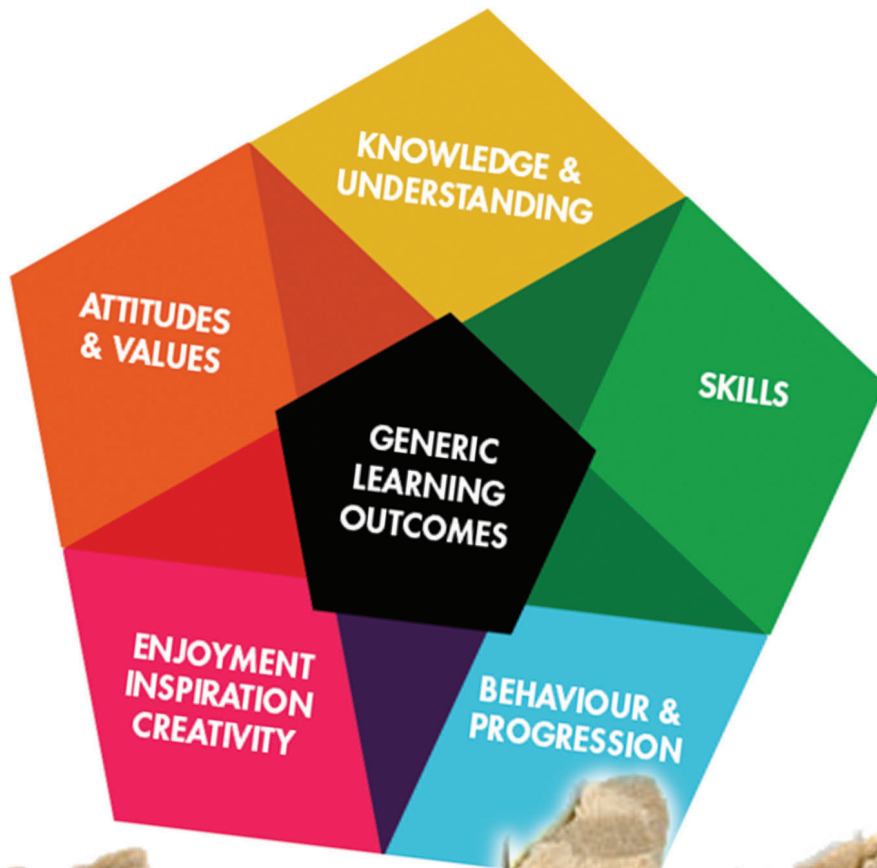 KNOWLEDGE &
UNDERSTANDING
ATTITUDES
& VALUES
SKILLS
GENERIC
LEARNING
OUTCOMES
ENJOYMENT
INSPIRATION
CREATIVITY
BEHAVIOUR &
PROGRESSION